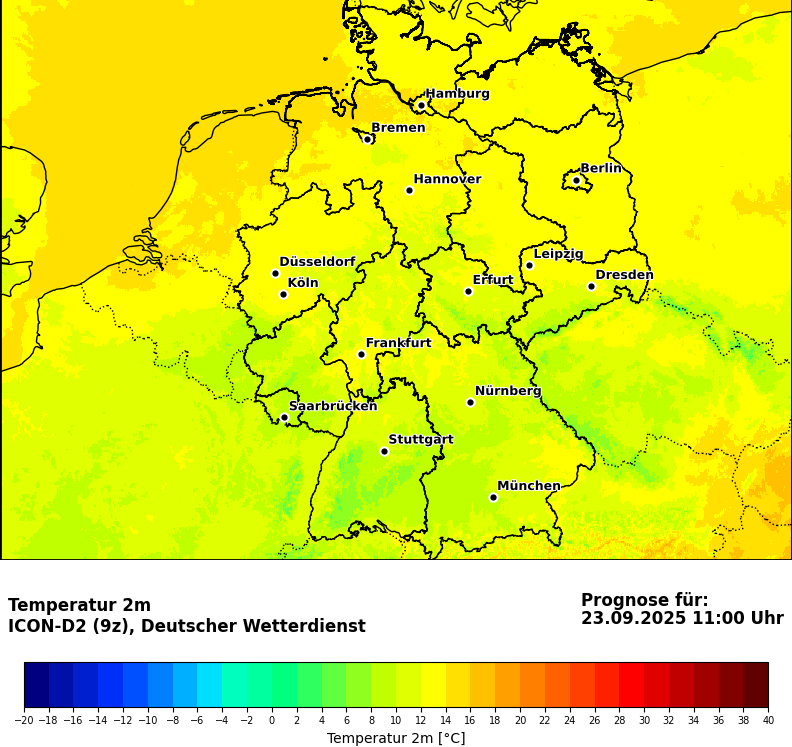 Hamburg
Bremen
Hannover
Berlin
Düsseldorf
Köln
Leipzig
Erfurt
Dresden
Frankfurt
Nürnberg
Saarbrücken
Stuttgart
München
Temperatur 2m
ICON-D2 (9z), Deutscher Wetterdienst
Prognose für:
23.09.2025 11:00 Uhr
−20 −18 −16 −14 −12 −10 −8 −6 −4 −2 0 2 4 6 8 10 12 14 16 18 20 22 24 26 28 30 32 34 36 38 40
Temperatur 2m [°C]